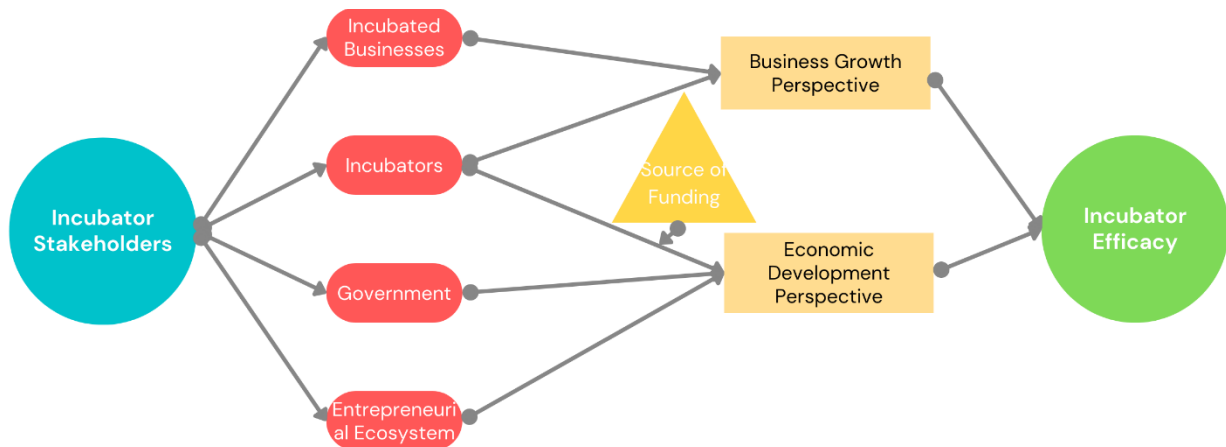 Incubated
Businesses
Business Growth
Perspective
Incubators
Source of
Funding
Incubator
Stakeholders
Incubator
Efficacy
Economic
Development
Perspective
Government
Entrepreneuri
al Ecosystem